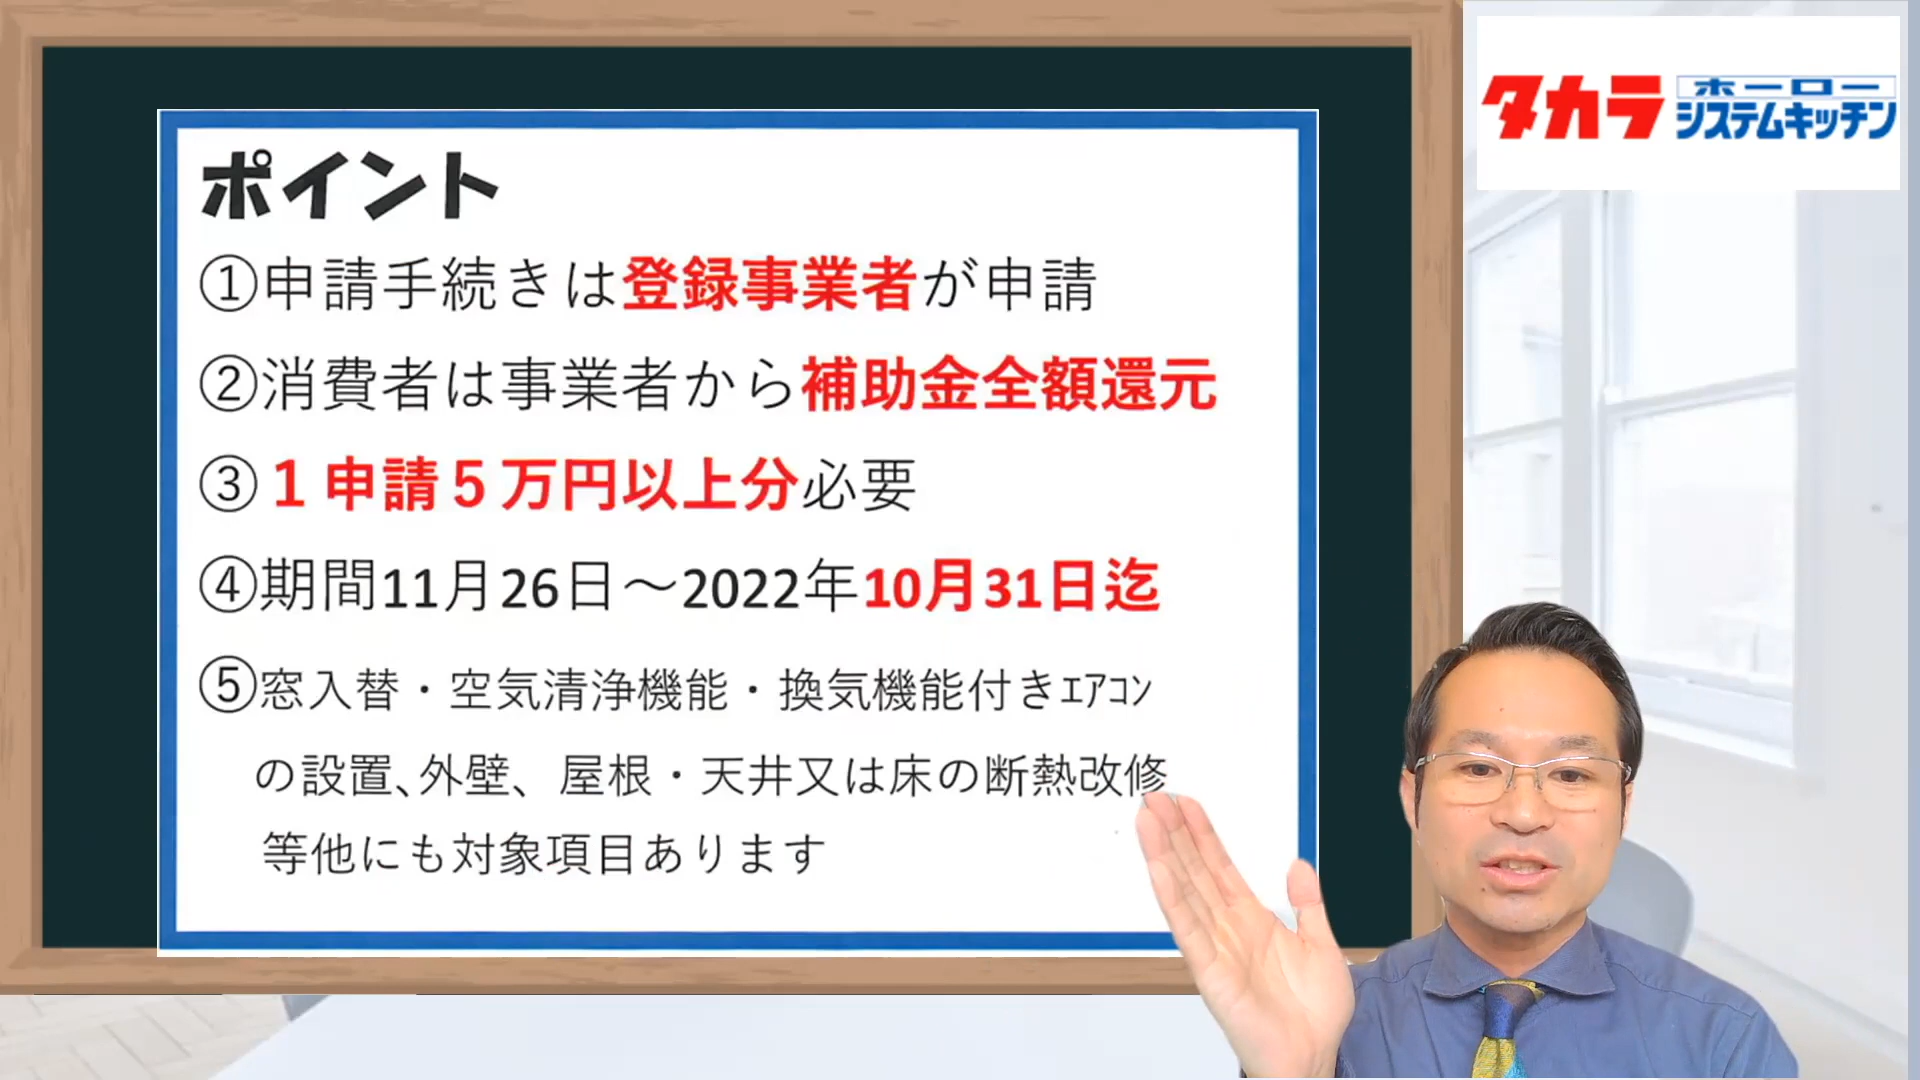 ポイント
①申請手続きは登録事業者が申請
②消費者は事業者から補助金全額還元
③１申請５万円以上分必要
④期間11月26日～2022年10月31日迄
⑤窓入替・空気清浄機能・換気機能付きｴｱｺﾝ
の設置、外壁、屋根・天井又は床の断熱改修
等他にも対象項目あります
タカラ ホーロー
システムキッチン